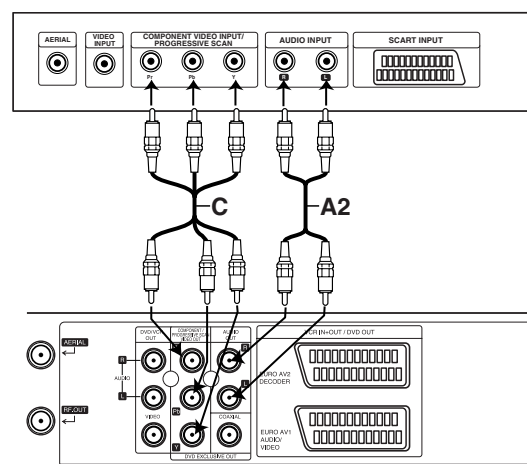 AERIAL
VIDEO
INPUT
COMPONENT VIDEO INPUT/
PROGRESSIVE SCAN
AUDIO INPUT
SCART INPUT
Pr
Pb
Y
R
L
C
A2
AERIAL
RF.OUT
DVD/VCR
OUT
COMPONENT/
PROGRESSIVE SCAN
VIDEO OUT
AUDIO
OUT
VCR IN+OUT / DVD OUT
R
AUDIO
L
VIDEO
Pb
Y
R
L
COAXIAL
DVD EXCLUSIVE OUT
EURO AV2
DECODER
EURO AV1
AUDIO/
VIDEO